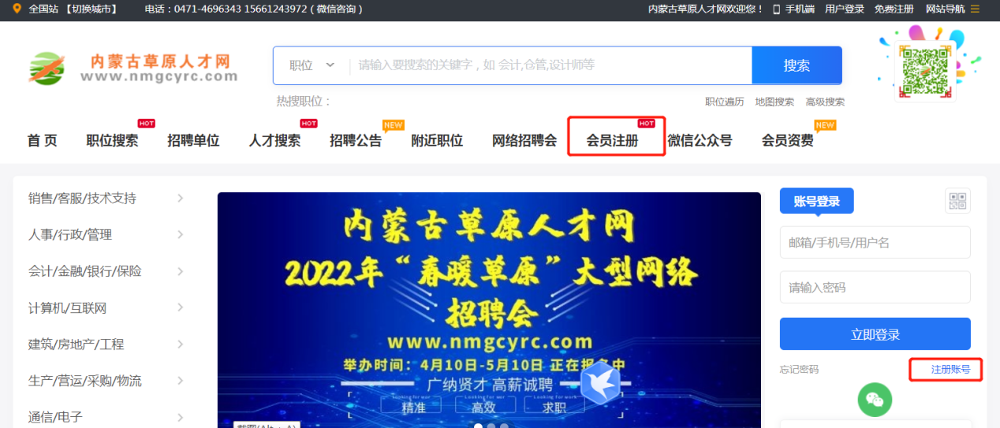 全国站 【切换城市】 电话：0471-4696343 15661243972（微信咨询） 内蒙古草原人才网欢迎您！ 手机端 用户登录 免费注册 网站导航
内蒙古草原人才网
www.nmgcyrc.com
职位 请输入要搜索的关键字，如 会计,仓管,设计师等 搜索
热搜职位： 职位遍历 地图搜索 高级搜索
HOT HOT NEW HOT NEW
首 页 职位搜索 招聘单位 人才搜索 招聘公告 附近职位 网络招聘会 会员注册 微信公众号 会员资费
销售/客服/技术支持
人事/行政/管理
会计/金融/银行/保险
计算机/互联网
建筑/房地产/工程
生产/营运/采购/物流
通信/电子
内蒙古草原人才网
2022年“春暖草原”大型网络
招聘会
www.nmgcyrc.com
举办时间：4月10日-5月10日 正在报名中
广纳贤才 高薪诚聘
精准 高效 求职
账号登录
邮箱/手机号/用户名
请输入密码
立即登录
忘记密码 注册账号